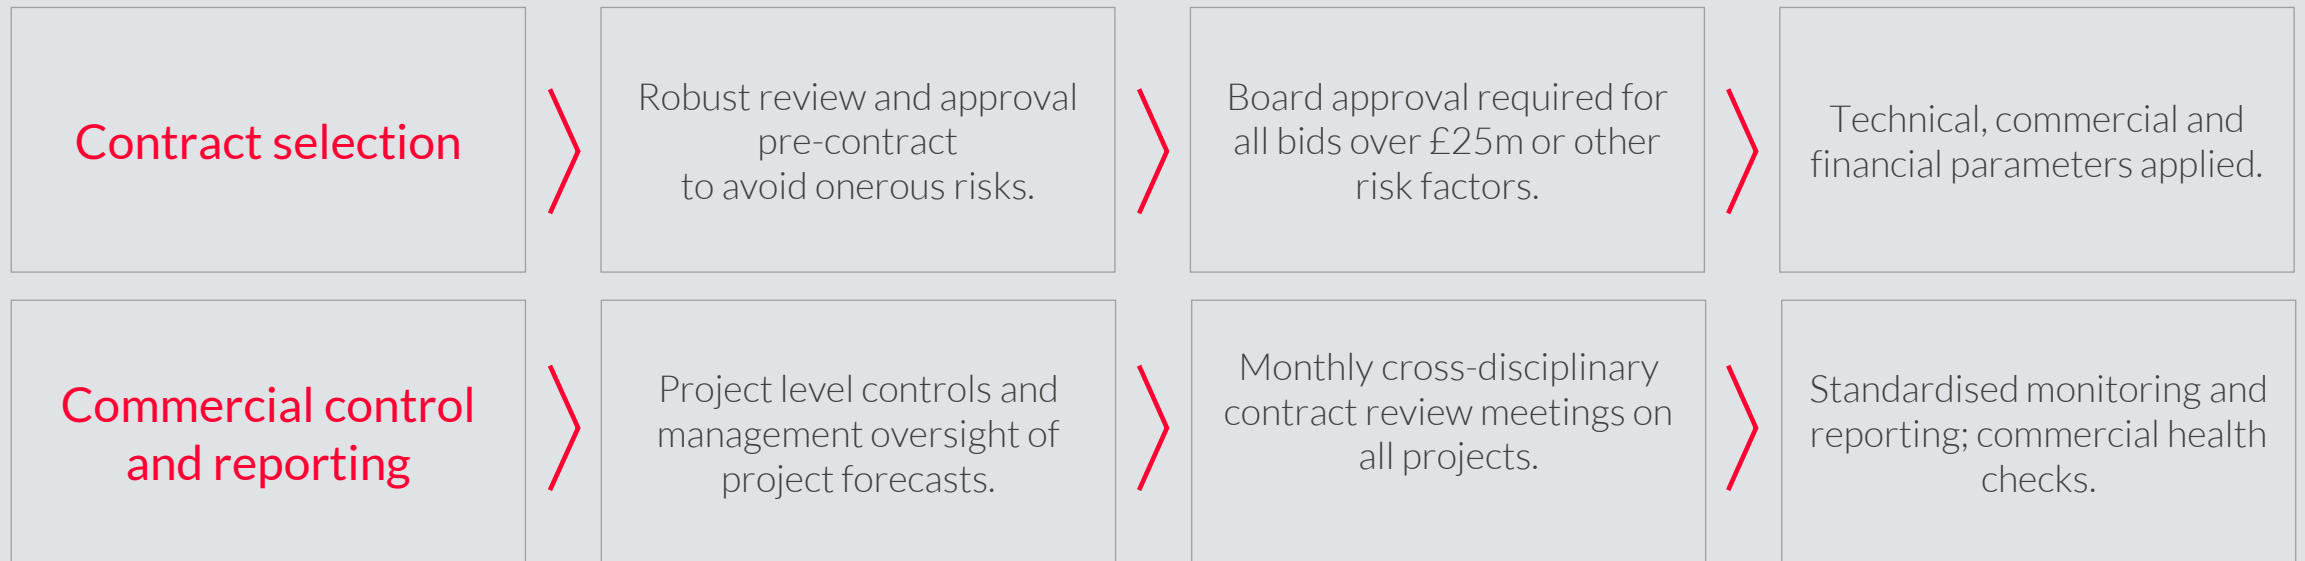 Contract selection
Robust review and approval
pre-contract
to avoid onerous risks.
Board approval required for
all bids over £25m or other
risk factors.
Technical, commercial and
financial parameters applied.
Commercial control
and reporting
Project level controls and
management oversight of
project forecasts.
Monthly cross-disciplinary
contract review meetings on
all projects.
Standardised monitoring and
reporting; commercial health
checks.